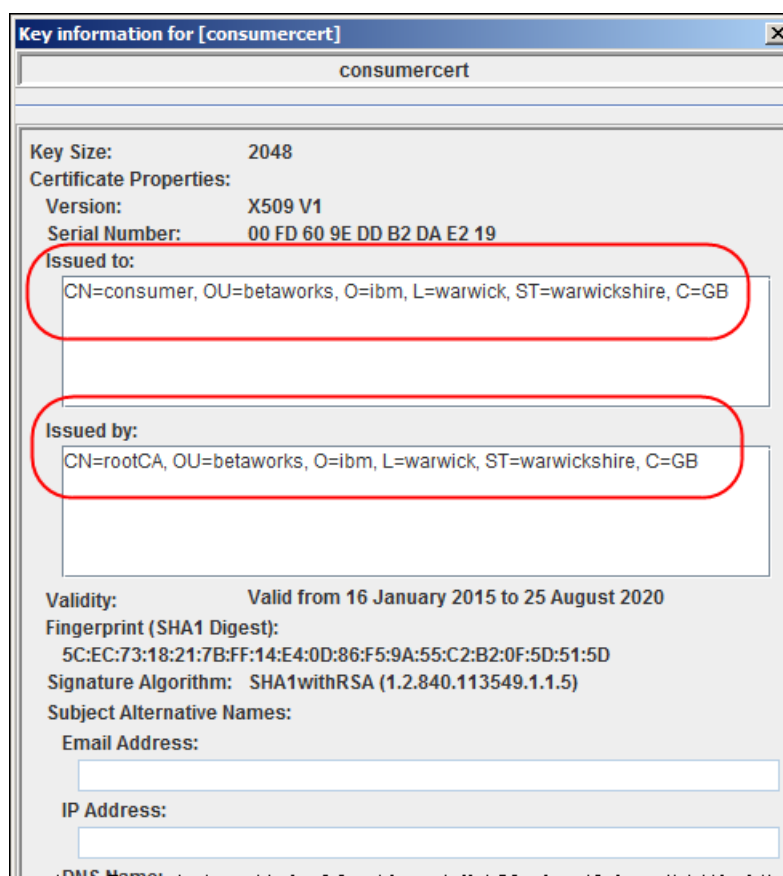 Key information for [consumercert]
consumercert
Key Size: 2048
Certificate Properties:
Version: X509 V1
Serial Number: 00 FD 60 9E DD B2 DA E2 19
Issued to:
CN=consumer, OU=betaworks, O=ibm, L=warwick, ST=warwickshire, C=GB
Issued by:
CN=rootCA, OU=betaworks, O=ibm, L=warwick, ST=warwickshire, C=GB
Validity: Valid from 16 January 2015 to 25 August 2020
Fingerprint (SHA1 Digest):
5C:EC:73:18:21:7B:FF:14:E4:0D:86:F5:9A:55:C2:B2:0F:5D:51:5D
Signature Algorithm: SHA1withRSA (1.2.840.113549.1.1.5)
Subject Alternative Names:
Email Address:
IP Address:
DNS Name: